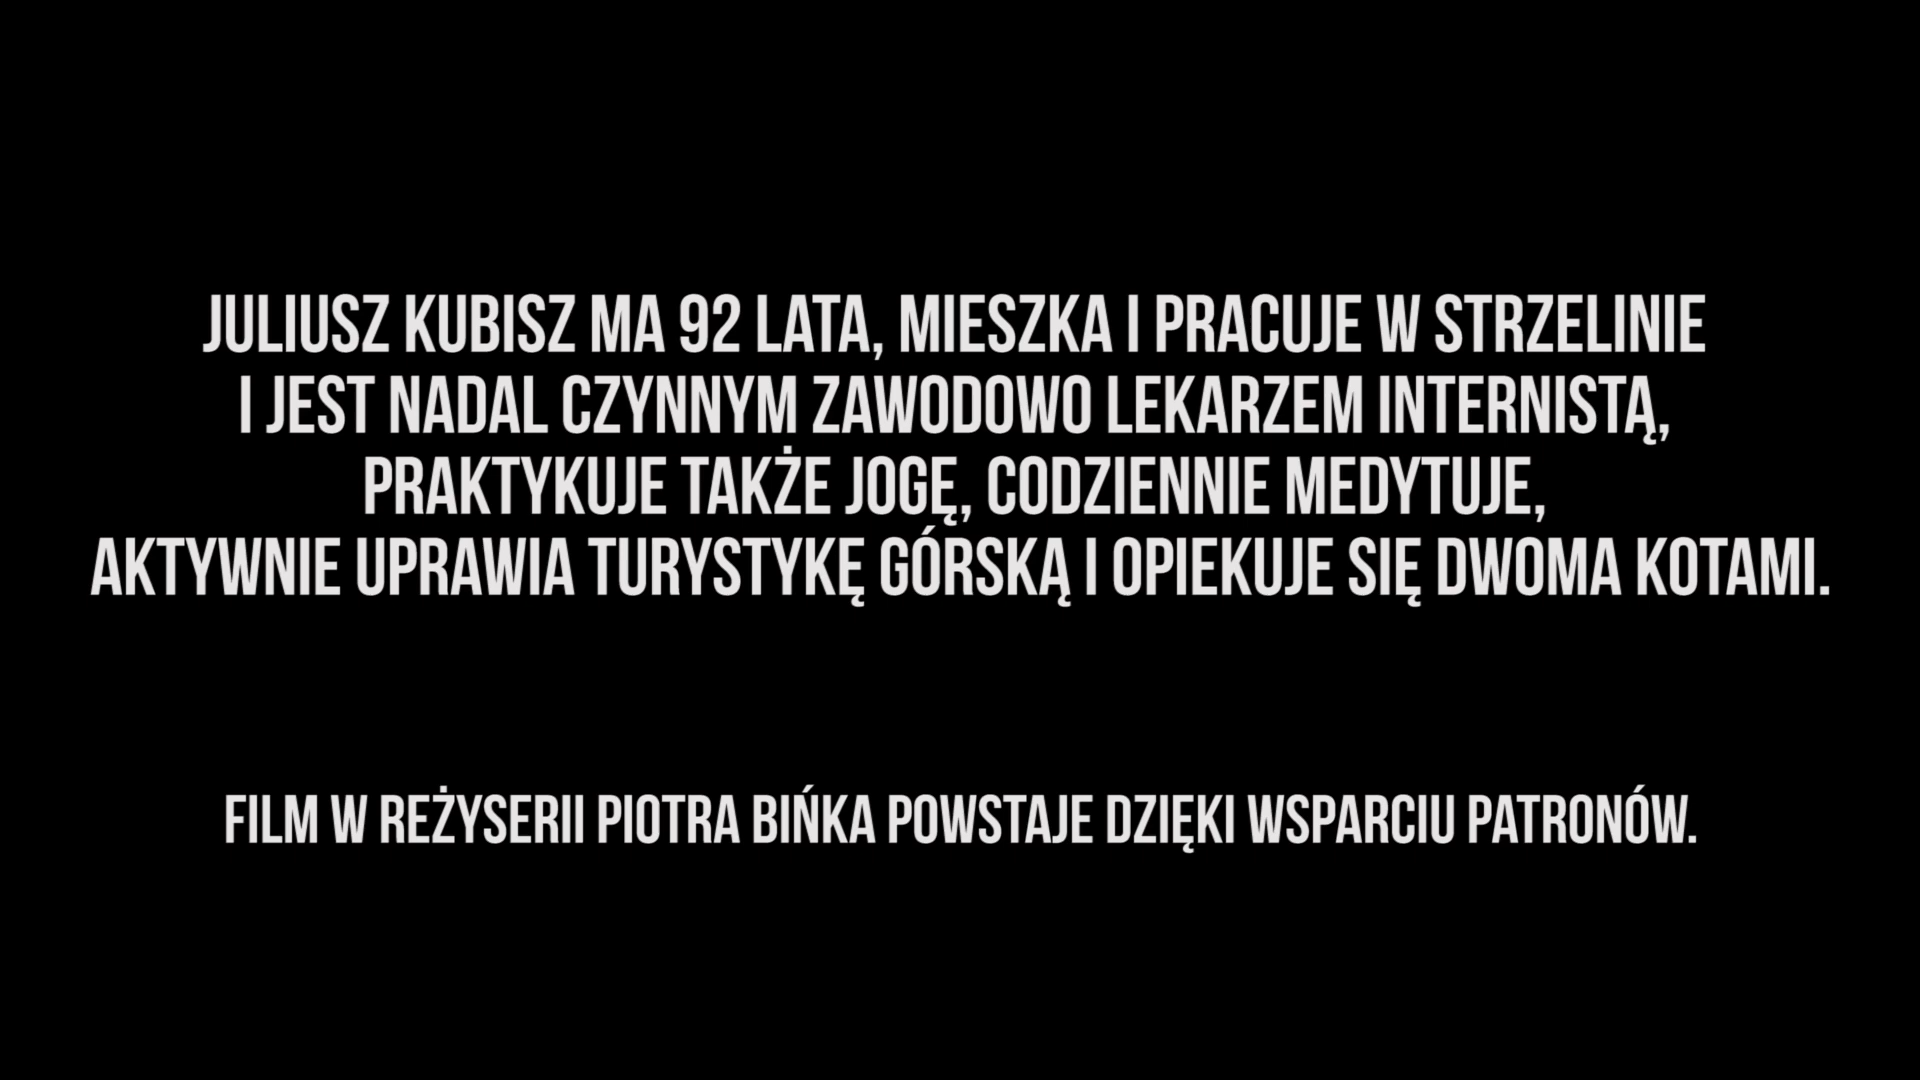 JULIUSZ KUBISZ MA 92 LATA, MIESZKA I PRACUJE W STRZELINIE
I JEST NADAL CZYNNYM ZAWODOWO LEKARZEM INTERNISTĄ,
PRAKTYKUJE TAKŻE JOGĘ, CODZIENNIE MEDYTUJE,
AKTYWNIE UPRAWIA TURYSTYKĘ GÓRSKĄ I OPIEKUJE SIĘ DWOMA KOTAMI.
FILM W REŻYSERII PIOTRA BIŃKA POWSTAJE DZIĘKI WSPARCIU PATRONÓW.